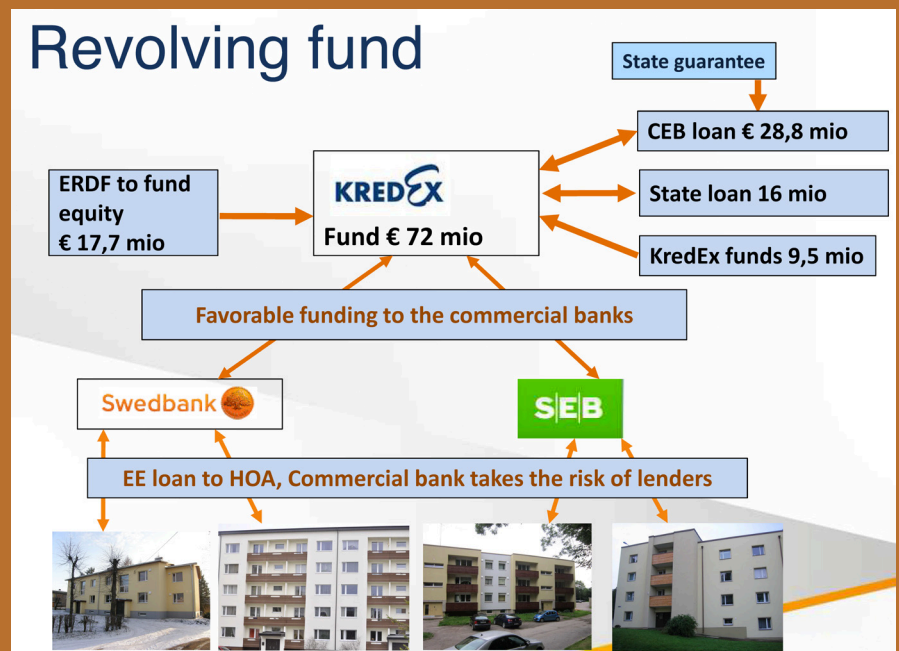 Revolving fund
State guarantee
CEB loan € 28,8 mio
ERDF to fund
equity
€ 17,7 mio
KREDEX
Fund € 72 mio
State loan 16 mio
KredEx funds 9,5 mio
Favorable funding to the commercial banks
Swedbank
SEB
EE loan to HOA, Commercial bank takes the risk of lenders